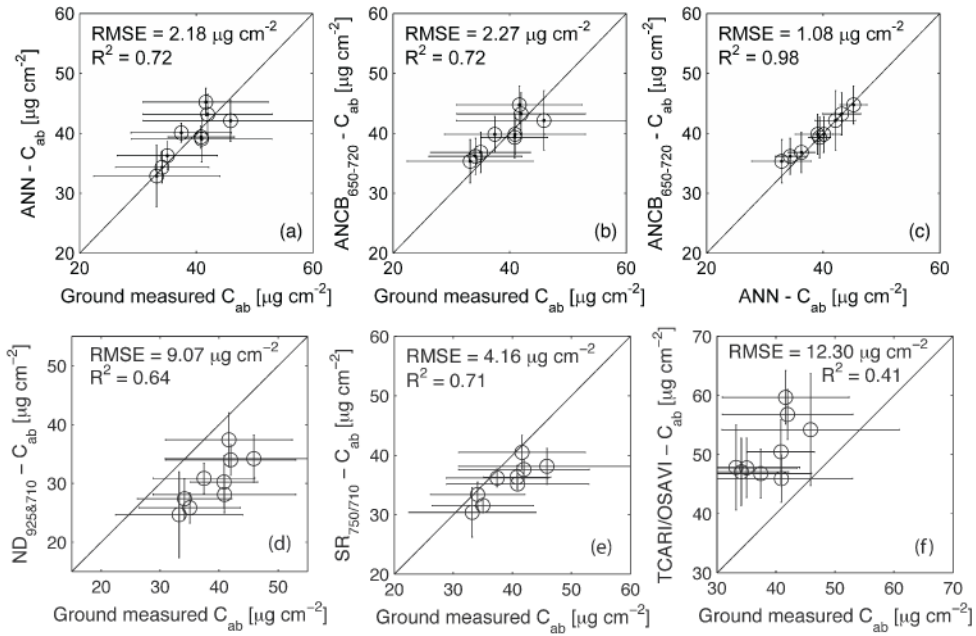 RMSE = 2.18 μg cm⁻²
R² = 0.72
ANN - C_ab [μg cm⁻²]
60
50
40
30
20
20
40
60
(a)
Ground measured C_ab [μg cm⁻²]
RMSE = 2.27 μg cm⁻²
R² = 0.72
ANCB_650-720 - C_ab [μg cm⁻²]
60
50
40
30
20
20
40
60
(b)
Ground measured C_ab [μg cm⁻²]
RMSE = 1.08 μg cm⁻²
R² = 0.98
ANCB_650-720 - C_ab [μg cm⁻²]
60
50
40
30
20
20
40
60
(c)
ANN - C_ab [μg cm⁻²]
RMSE = 9.07 μg cm⁻²
R² = 0.64
ND_925&710 – C_ab [μg cm⁻²]
50
40
30
20
20
30
40
50
(d)
Ground measured C_ab [μg cm⁻²]
RMSE = 4.16 μg cm⁻²
R² = 0.71
SR_750/710 – C_ab [μg cm⁻²]
60
50
40
30
20
20
30
40
50
60
(e)
Ground measured C_ab [μg cm⁻²]
RMSE = 12.30 μg cm⁻²
R² = 0.41
TCARI/OSAVI – C_ab [μg cm⁻²]
70
60
50
40
30
30
40
50
60
70
(f)
Ground measured C_ab [μg cm⁻²]